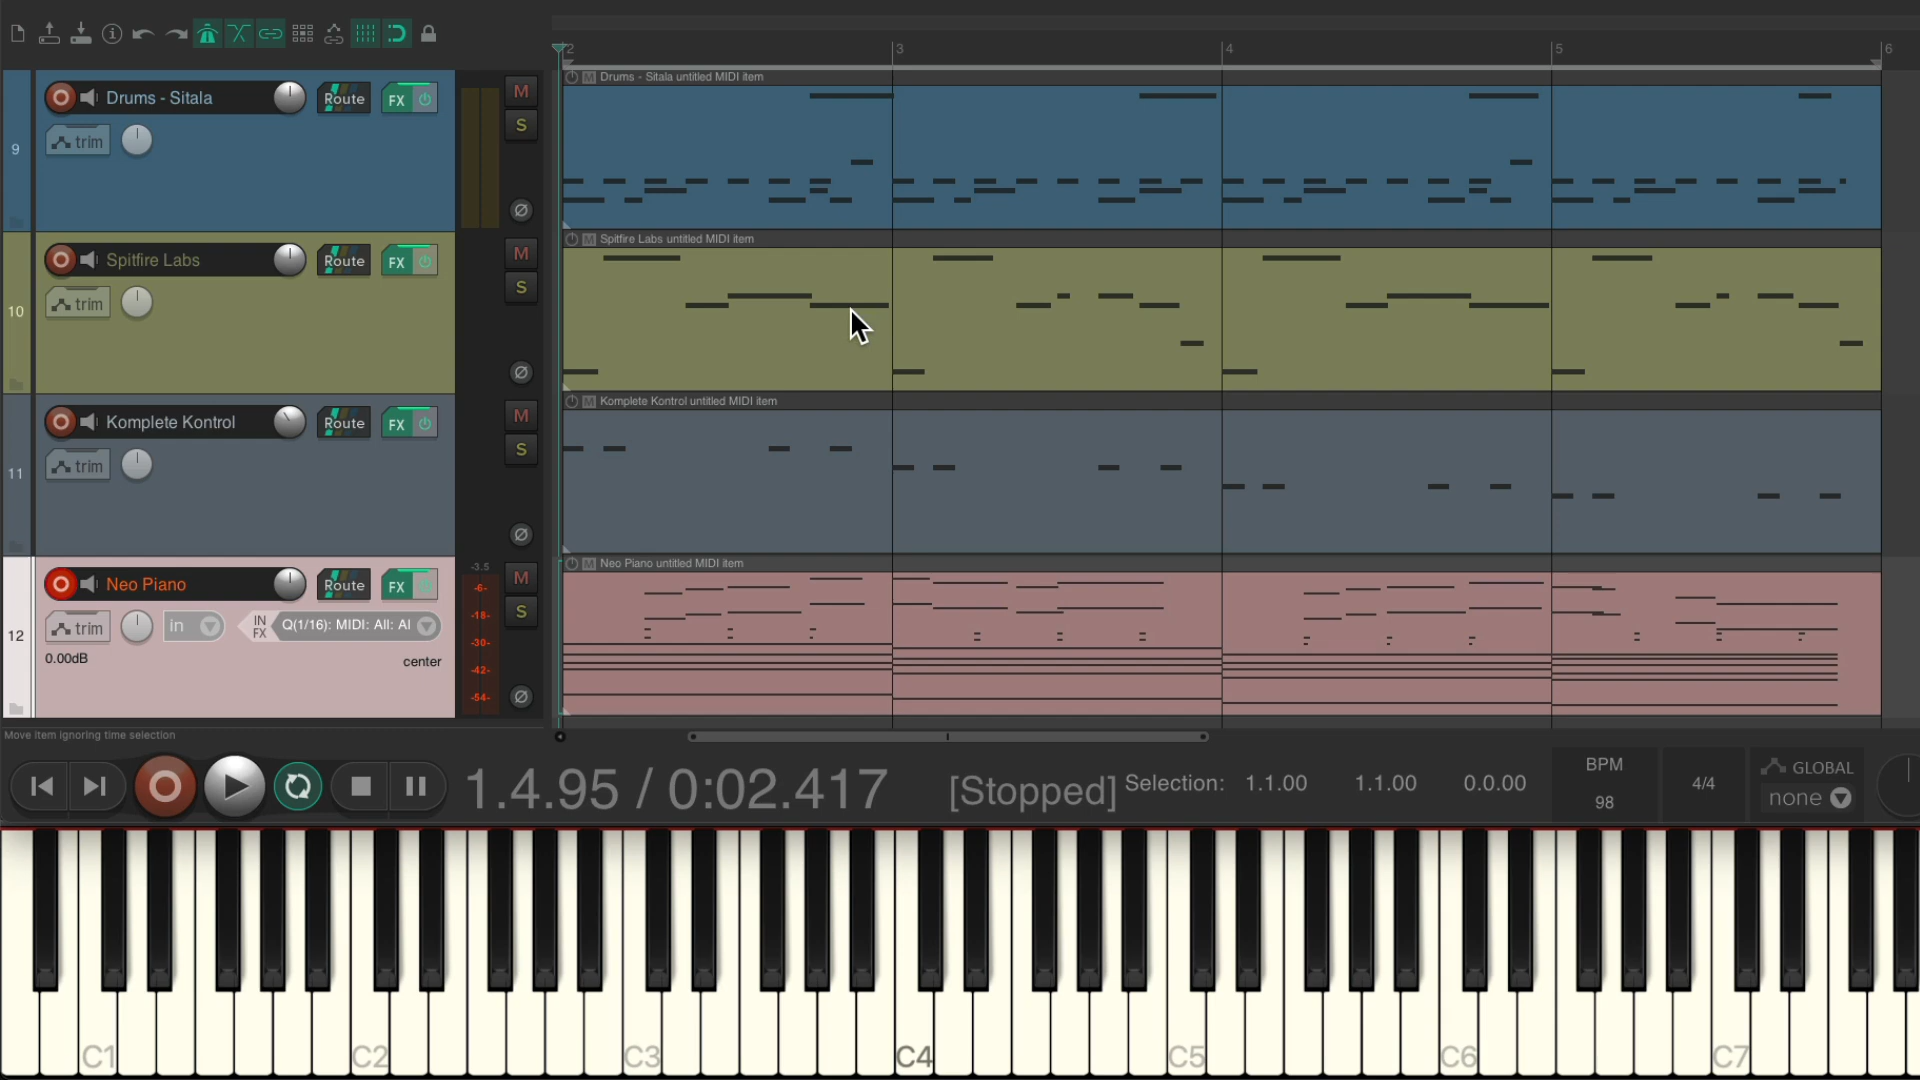 2 3 4 5 6
Drums - Sitala untitled MIDI item
9
Drums - Sitala
Route
FX
M
trim
S
Spitfire Labs untitled MIDI item
10
Spitfire Labs
Route
FX
M
trim
S
Komplete Kontrol untitled MIDI item
11
Komplete Kontrol
Route
FX
M
trim
S
Neo Piano untitled MIDI item
12
Neo Piano
Route
FX
-3.5
M
-6-
trim
in
IN
FX
Q(1/16): MIDI: All: Al
-18-
S
-30-
0.00dB
center
-42-
-54-
Move item ignoring time selection
1.4.95 / 0:02.417
[Stopped]
Selection:
1.1.00
1.1.00
0.0.00
BPM
98
4/4
GLOBAL
none
C1 C2 C3 C4 C5 C6 C7